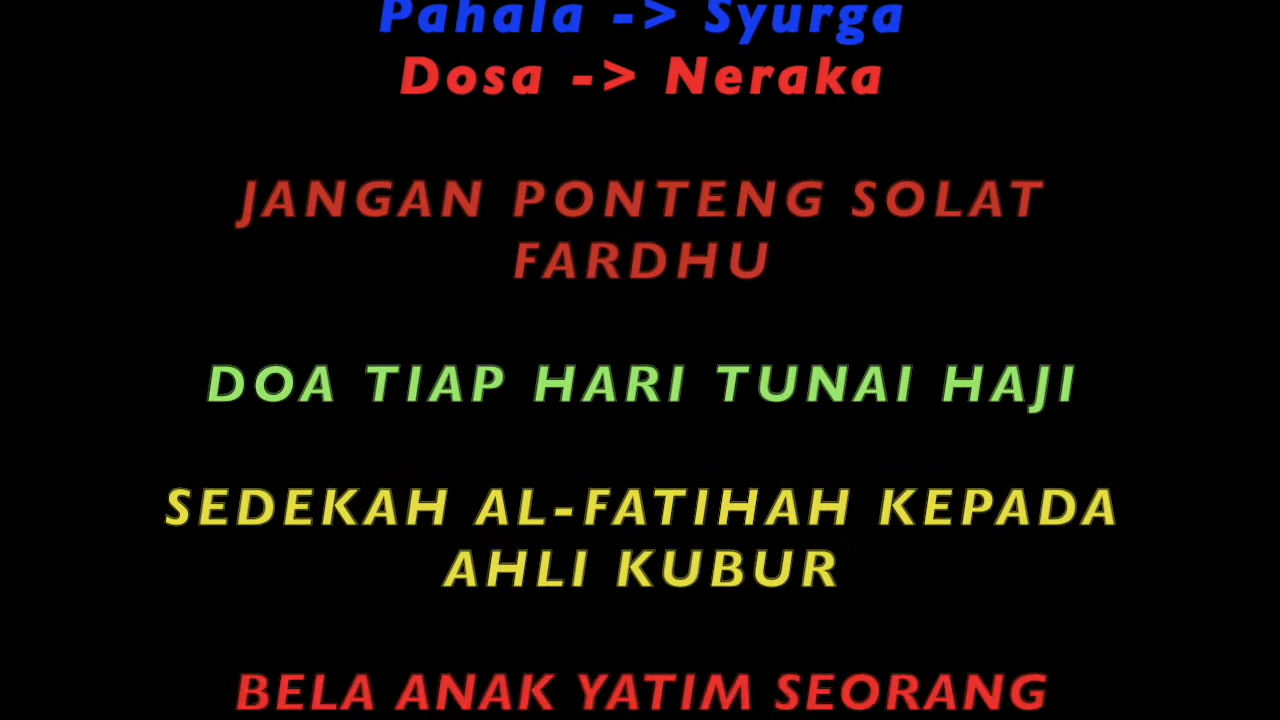 Pahala -> Syurga
Dosa -> Neraka
JANGAN PONTENG SOLAT
FARDHU
DOA TIAP HARI TUNAI HAJI
SEDEKAH AL-FATIHAH KEPADA
AHLI KUBUR
BELA ANAK YATIM SEORANG